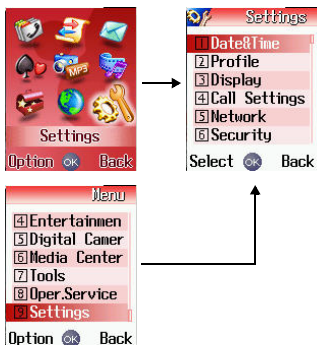 MP3
Settings
Option OK Back
Settings
1 Date&Time
2 Profile
3 Display
4 Call Settings
5 Network
6 Security
Select OK Back
Menu
4 Entertainmen
5 Digital Camer
6 Media Center
7 Tools
8 Oper.Service
9 Settings
Option OK Back